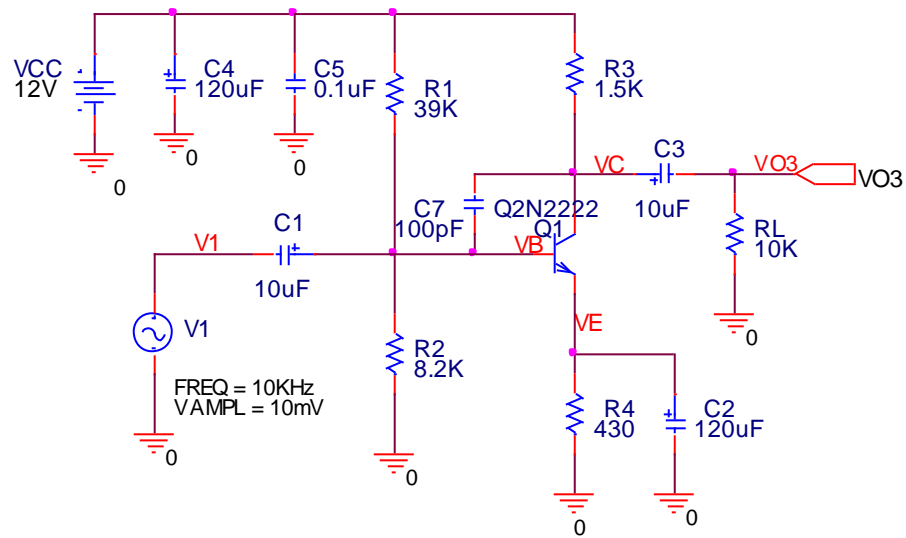 VCC
12V
C4
120uF
C5
0.1uF
R1
39K
R3
1.5K
0
0
0
VC
C3
VO3
VO3
C7
100pF
Q2N2222
Q1
10uF
RL
10K
C1
V1
VB
10uF
0
VE
V1
R2
8.2K
FREQ = 10KHz
VAMPL = 10mV
R4
430
C2
120uF
0
0
0
0